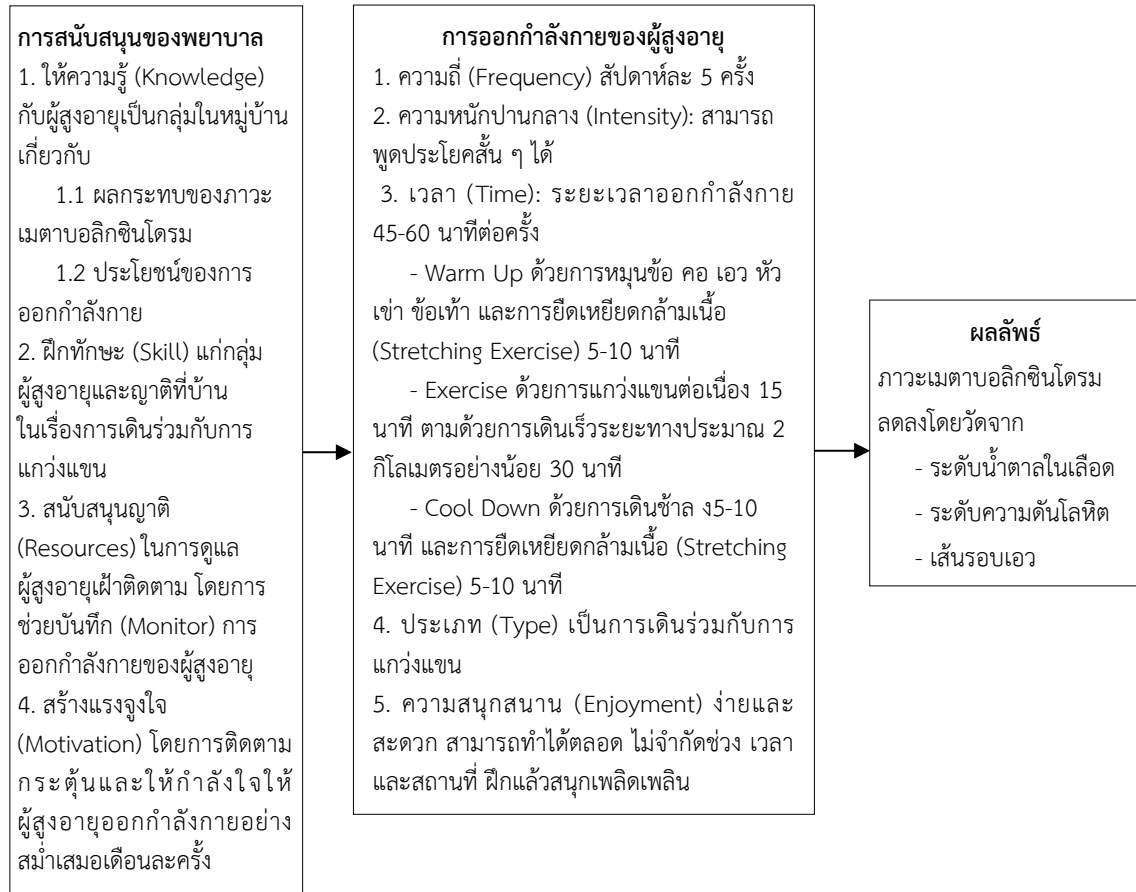 การสนับสนุนของพยาบาล
1. ให้ความรู้ (Knowledge)
กับผู้สูงอายุเป็นกลุ่มในหมู่บ้าน
เกี่ยวกับ
1.1 ผลกระทบของภาวะ
เมตาบอลิกซินโดรม
1.2 ประโยชน์ของการ
ออกกำลังกาย
2. ฝึกทักษะ (Skill) แก่กลุ่ม
ผู้สูงอายุและญาติที่บ้าน
ในเรื่องการเดินร่วมกับการ
แกว่งแขน
3. สนับสนุนญาติ
(Resources) ในการดูแล
ผู้สูงอายุเฝ้าติดตาม โดยการ
ช่วยบันทึก (Monitor) การ
ออกกำลังกายของผู้สูงอายุ
4. สร้างแรงจูงใจ
(Motivation) โดยการติดตาม
กระตุ้นและให้กำลังใจให้
ผู้สูงอายุออกกำลังกายอย่าง
สม่ำเสมอเดือนละครั้ง
การออกกำลังกายของผู้สูงอายุ
1. ความถี่ (Frequency) สัปดาห์ละ 5 ครั้ง
2. ความหนักปานกลาง (Intensity): สามารถ
พูดประโยคสั้น ๆ ได้
3. เวลา (Time): ระยะเวลาออกกำลังกาย
45-60 นาทีต่อครั้ง
- Warm Up ด้วยการหมุนข้อ คอ เอว หัว
เข่า ข้อเท้า และการยืดเหยียดกล้ามเนื้อ
(Stretching Exercise) 5-10 นาที
- Exercise ด้วยการแกว่งแขนต่อเนื่อง 15
นาที ตามด้วยการเดินเร็วระยะทางประมาณ 2
กิโลเมตรอย่างน้อย 30 นาที
- Cool Down ด้วยการเดินช้าล ง5-10
นาที และการยืดเหยียดกล้ามเนื้อ (Stretching
Exercise) 5-10 นาที
4. ประเภท (Type) เป็นการเดินร่วมกับการ
แกว่งแขน
5. ความสนุกสนาน (Enjoyment) ง่ายและ
สะดวก สามารถทำได้ตลอด ไม่จำกัดช่วง เวลา
และสถานที่ ฝึกแล้วสนุกเพลิดเพลิน
ผลลัพธ์
ภาวะเมตาบอลิกซินโดรม
ลดลงโดยวัดจาก
- ระดับน้ำตาลในเลือด
- ระดับความดันโลหิต
- เส้นรอบเอว